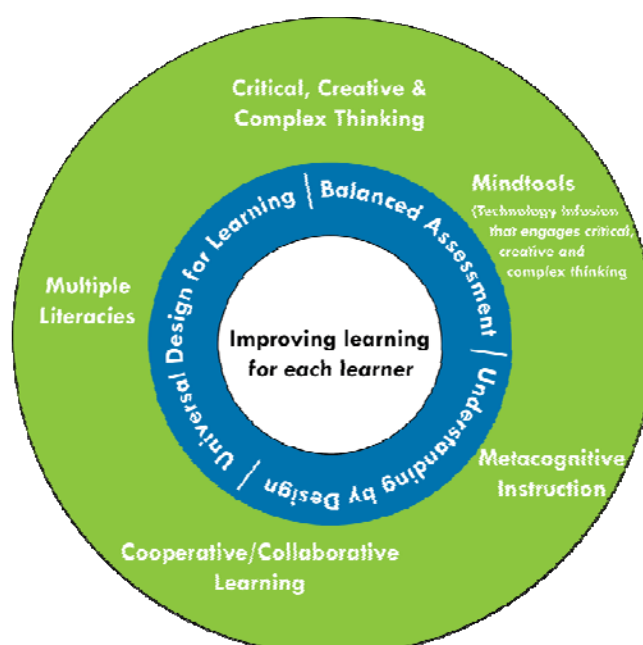 Critical, Creative &
Complex Thinking
Mindtools
(Technology Infusion
that engages critical,
creative and
complex thinking
Multiple
Literacies
Universal Design for Learning | Balanced Assessment | Understanding by Design |
Improving learning
for each learner
Metacognitive
Instruction
Cooperative/Collaborative
Learning